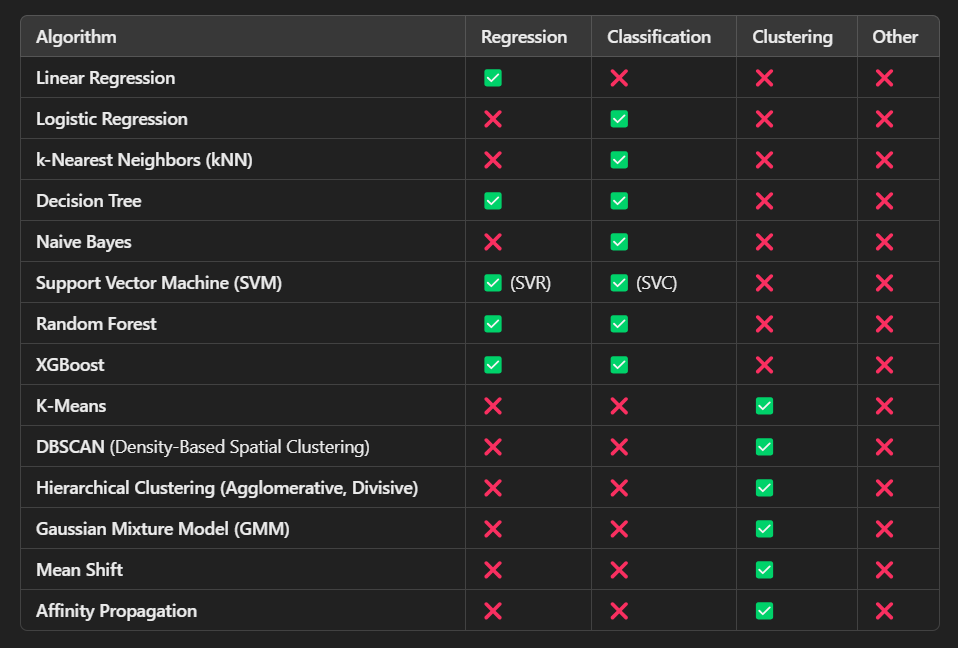 Algorithm Regression Classification Clustering Other
Linear Regression ✅ ❌ ❌ ❌
Logistic Regression ❌ ✅ ❌ ❌
k-Nearest Neighbors (kNN) ❌ ✅ ❌ ❌
Decision Tree ✅ ✅ ❌ ❌
Naive Bayes ❌ ✅ ❌ ❌
Support Vector Machine (SVM) ✅ (SVR) ✅ (SVC) ❌ ❌
Random Forest ✅ ✅ ❌ ❌
XGBoost ✅ ✅ ❌ ❌
K-Means ❌ ❌ ✅ ❌
DBSCAN (Density-Based Spatial Clustering) ❌ ❌ ✅ ❌
Hierarchical Clustering (Agglomerative, Divisive) ❌ ❌ ✅ ❌
Gaussian Mixture Model (GMM) ❌ ❌ ✅ ❌
Mean Shift ❌ ❌ ✅ ❌
Affinity Propagation ❌ ❌ ✅ ❌